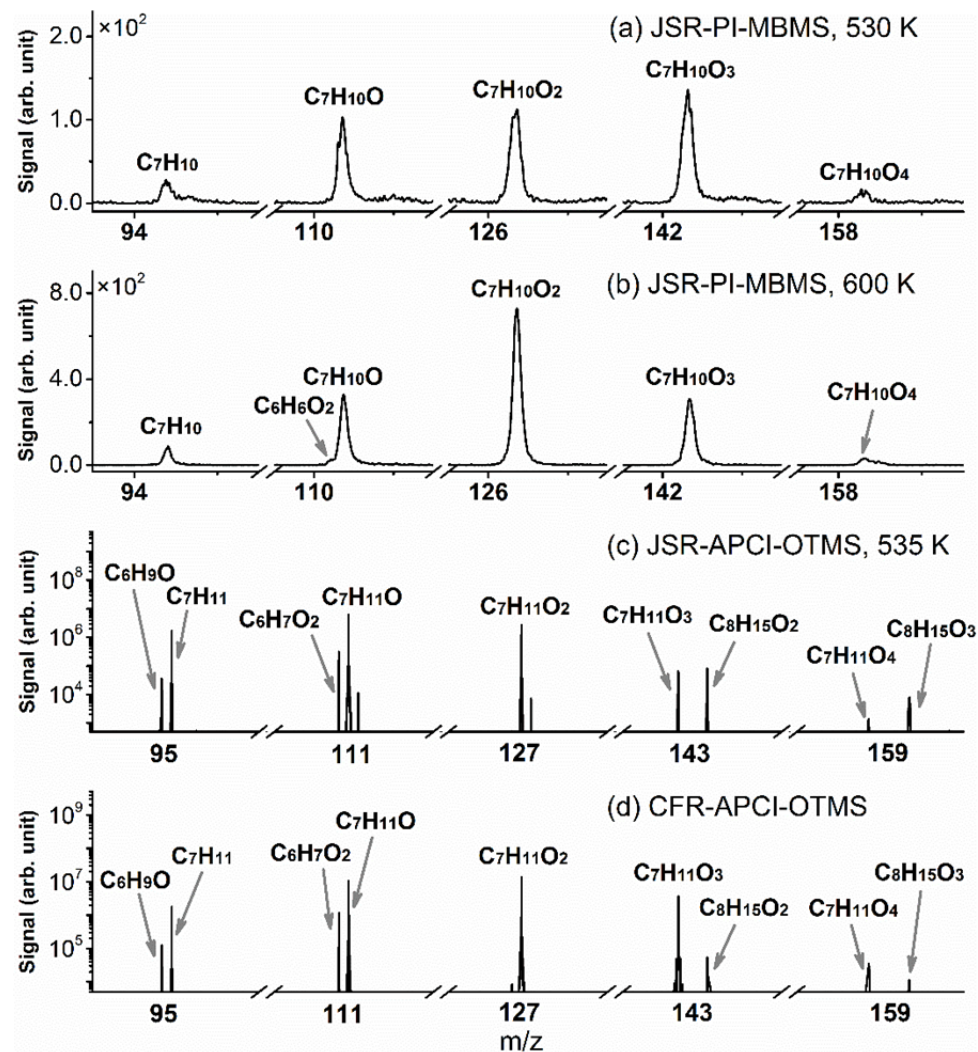 ×10²
(a) JSR-PI-MBMS, 530 K
Signal (arb. unit)
2.0
1.0
0.0
C₇H₁₀
C₇H₁₀O
C₇H₁₀O₂
C₇H₁₀O₃
C₇H₁₀O₄
94
110
126
142
158
×10²
(b) JSR-PI-MBMS, 600 K
Signal (arb. unit)
8.0
4.0
0.0
C₇H₁₀
C₆H₆O₂
C₇H₁₀O
C₇H₁₀O₂
C₇H₁₀O₃
C₇H₁₀O₄
94
110
126
142
158
(c) JSR-APCI-OTMS, 535 K
Signal (arb. unit)
10⁸
10⁶
10⁴
C₆H₉O
C₇H₁₁
C₆H₇O₂
C₇H₁₁O
C₇H₁₁O₂
C₇H₁₁O₃
C₈H₁₅O₂
C₇H₁₁O₄
C₈H₁₅O₃
95
111
127
143
159
(d) CFR-APCI-OTMS
Signal (arb. unit)
10⁹
10⁷
10⁵
C₆H₉O
C₇H₁₁
C₆H₇O₂
C₇H₁₁O
C₇H₁₁O₂
C₇H₁₁O₃
C₈H₁₅O₂
C₇H₁₁O₄
C₈H₁₅O₃
95
111
127
143
159
m/z